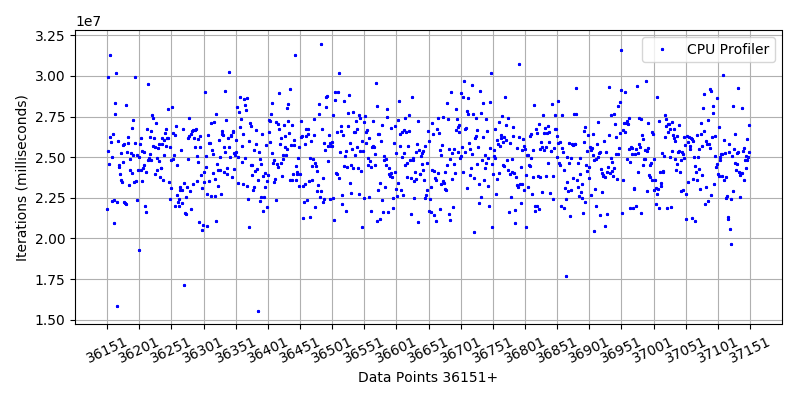 1e7
CPU Profiler
Iterations (milliseconds)
3.25
3.00
2.75
2.50
2.25
2.00
1.75
1.50
36151 36201 36251 36301 36351 36401 36451 36501 36551 36601 36651 36701 36751 36801 36851 36901 36951 37001 37051 37101 37151
Data Points 36151+